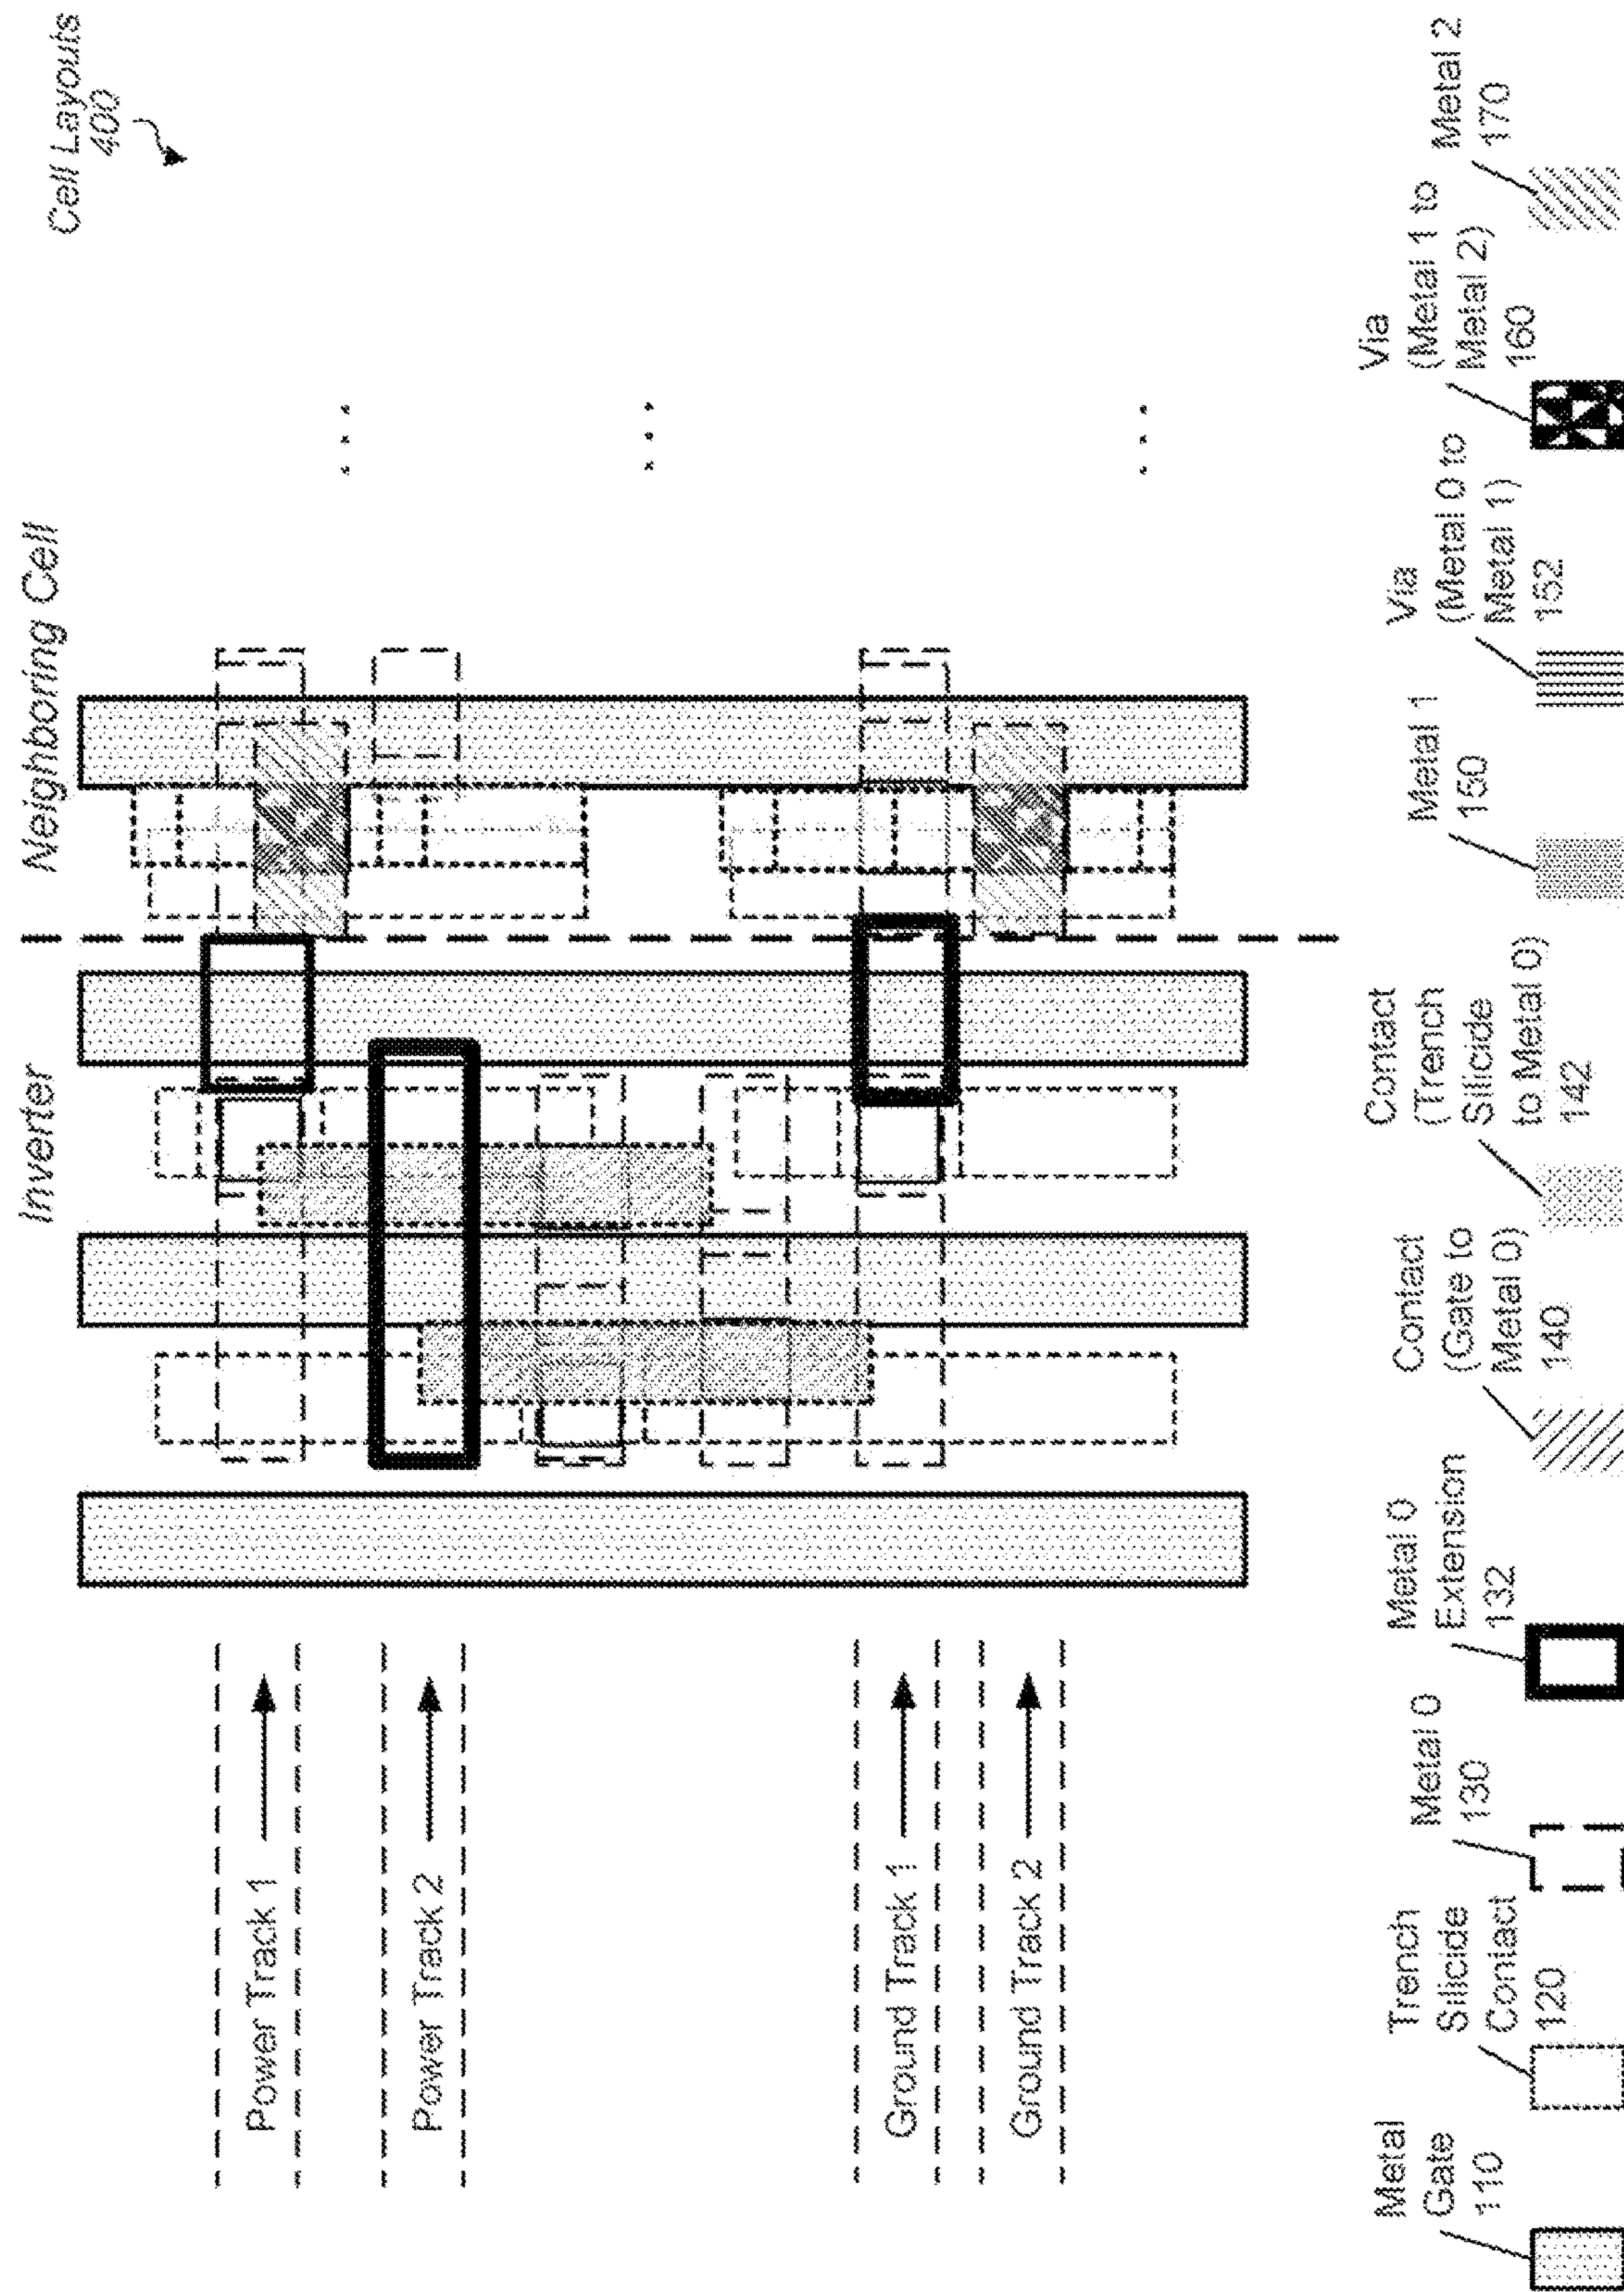 Cell Layouts
400
Inverter
Neighboring Cell
Power Track 1
Power Track 2
Ground Track 1
Ground Track 2
Metal
Gate
110
Trench
Silicide
Contact
120
Metal 0
130
Metal 0
Extension
132
Contact
(Gate to
Metal 0)
140
Contact
(Trench
Silicide
to Metal 0)
142
Metal 1
150
Via
(Metal 0 to
Metal 1)
152
Via
(Metal 1 to
Metal 2)
160
Metal 2
170